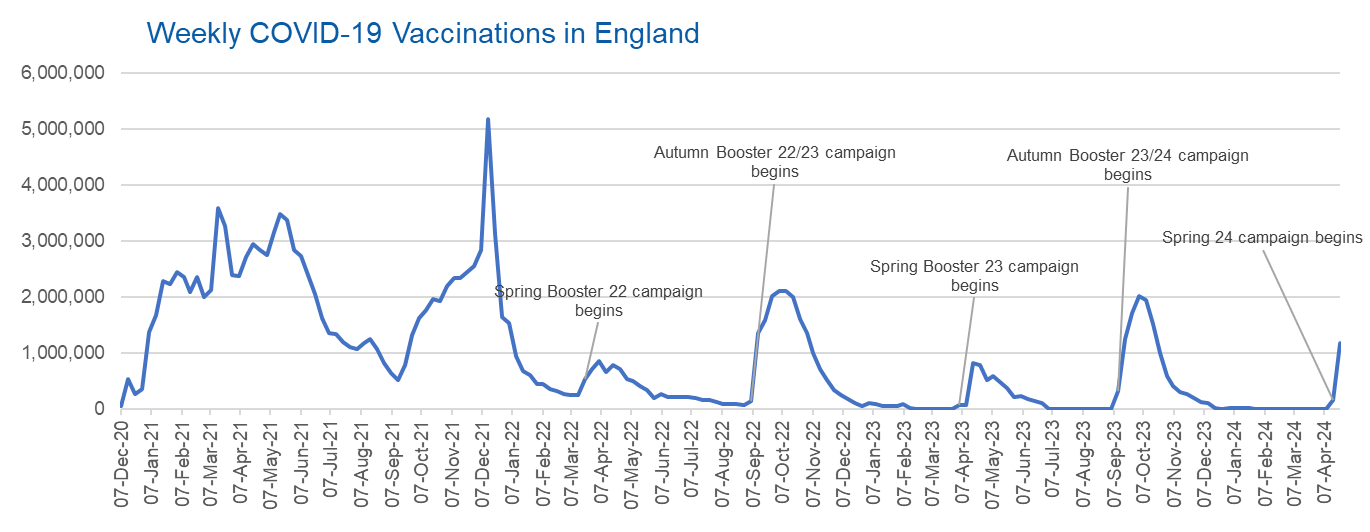 Weekly COVID-19 Vaccinations in England
6,000,000
5,000,000
4,000,000
3,000,000
2,000,000
1,000,000
0
Autumn Booster 22/23 campaign
begins
Autumn Booster 23/24 campaign
begins
Spring 24 campaign begins
Spring Booster 23 campaign
begins
Spring Booster 22 campaign
begins
07-Dec-20
07-Jan-21
07-Feb-21
07-Mar-21
07-Apr-21
07-May-21
07-Jun-21
07-Jul-21
07-Aug-21
07-Sep-21
07-Oct-21
07-Nov-21
07-Dec-21
07-Jan-22
07-Feb-22
07-Mar-22
07-Apr-22
07-May-22
07-Jun-22
07-Jul-22
07-Aug-22
07-Sep-22
07-Oct-22
07-Nov-22
07-Dec-22
07-Jan-23
07-Feb-23
07-Mar-23
07-Apr-23
07-May-23
07-Jun-23
07-Jul-23
07-Aug-23
07-Sep-23
07-Oct-23
07-Nov-23
07-Dec-23
07-Jan-24
07-Feb-24
07-Mar-24
07-Apr-24